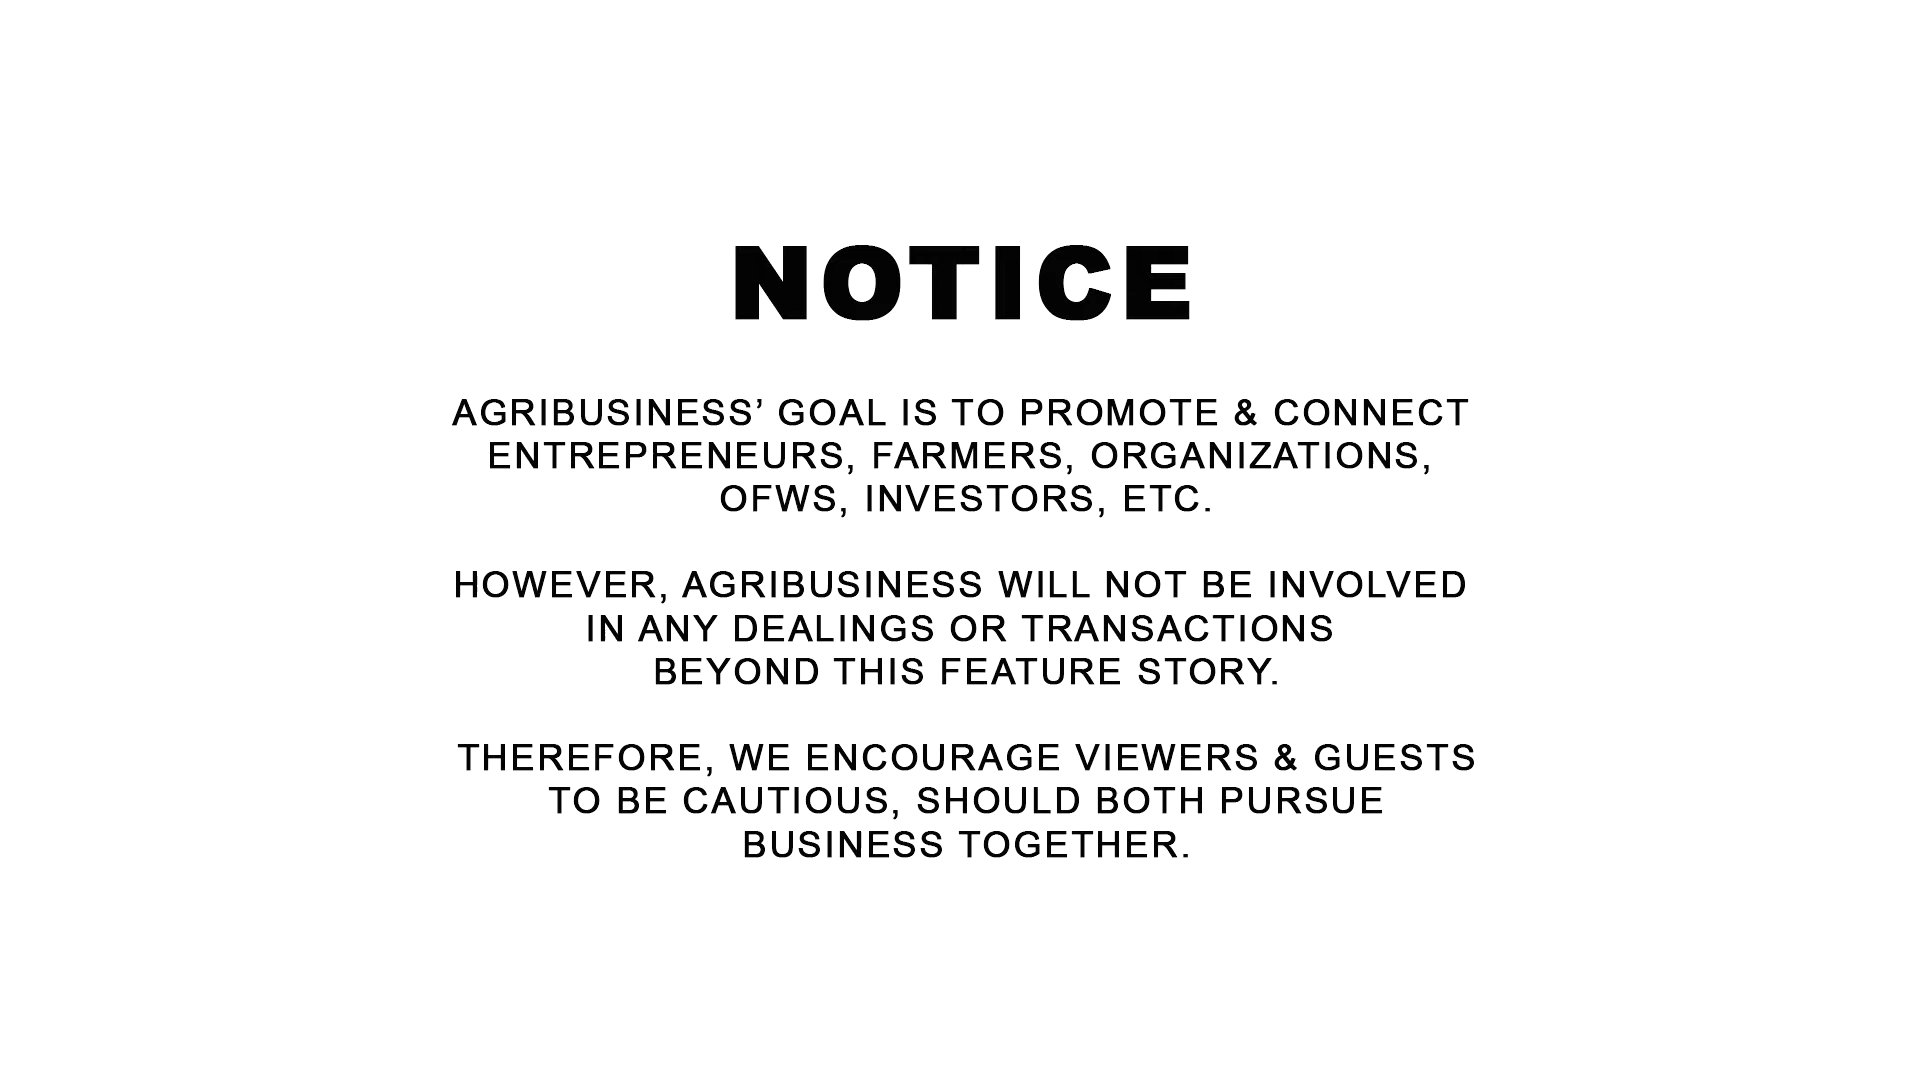 NOTICE
AGRIBUSINESS’ GOAL IS TO PROMOTE & CONNECT
ENTREPRENEURS, FARMERS, ORGANIZATIONS,
OFWS, INVESTORS, ETC.
HOWEVER, AGRIBUSINESS WILL NOT BE INVOLVED
IN ANY DEALINGS OR TRANSACTIONS
BEYOND THIS FEATURE STORY.
THEREFORE, WE ENCOURAGE VIEWERS & GUESTS
TO BE CAUTIOUS, SHOULD BOTH PURSUE
BUSINESS TOGETHER.